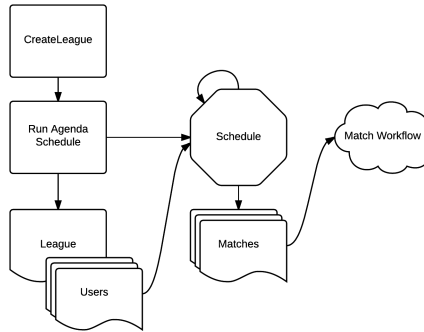 CreateLeague
Run Agenda
Schedule
Schedule
Match Workflow
League
Users
Matches